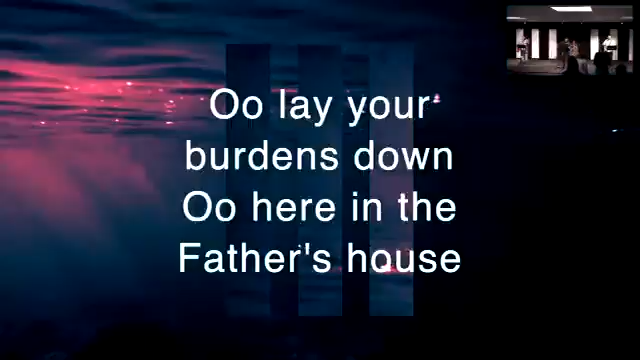 Oo lay your
burdens down
Oo here in the
Father's house